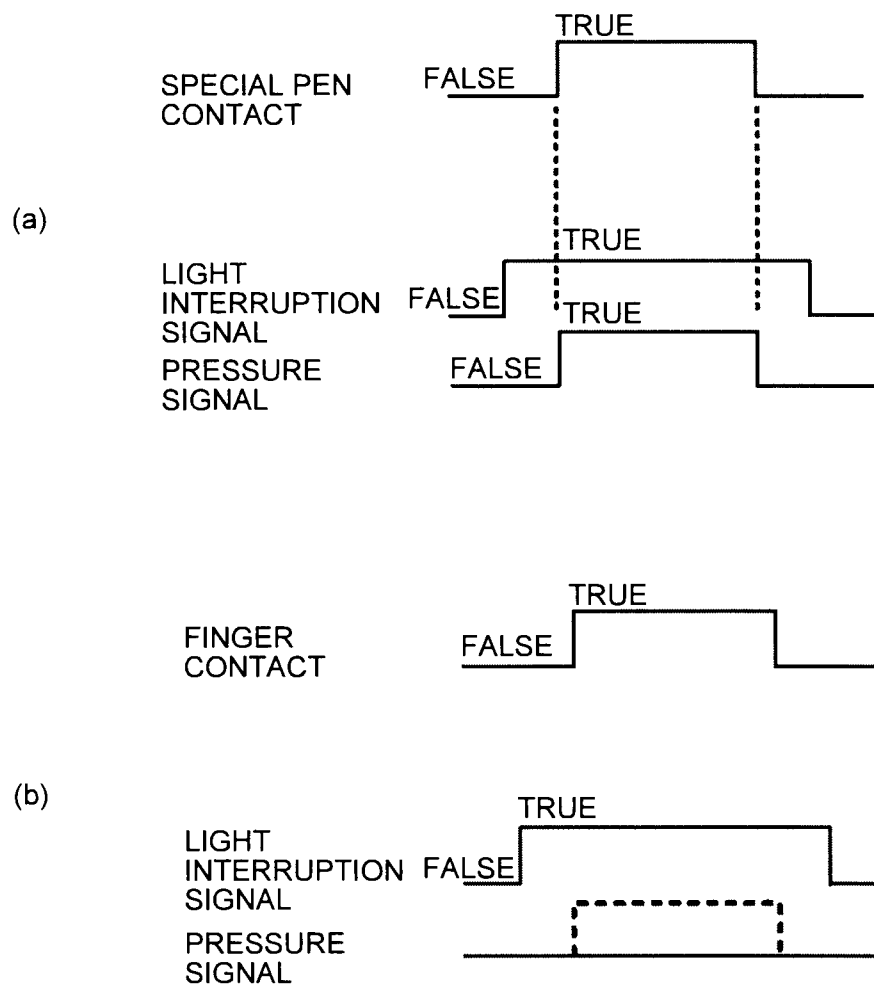 TRUE
FALSE
SPECIAL PEN
CONTACT
(a)
TRUE
LIGHT
INTERRUPTION
SIGNAL
FALSE
TRUE
PRESSURE
SIGNAL
FALSE
TRUE
FINGER
CONTACT
FALSE
(b)
TRUE
LIGHT
INTERRUPTION
SIGNAL
FALSE
PRESSURE
SIGNAL